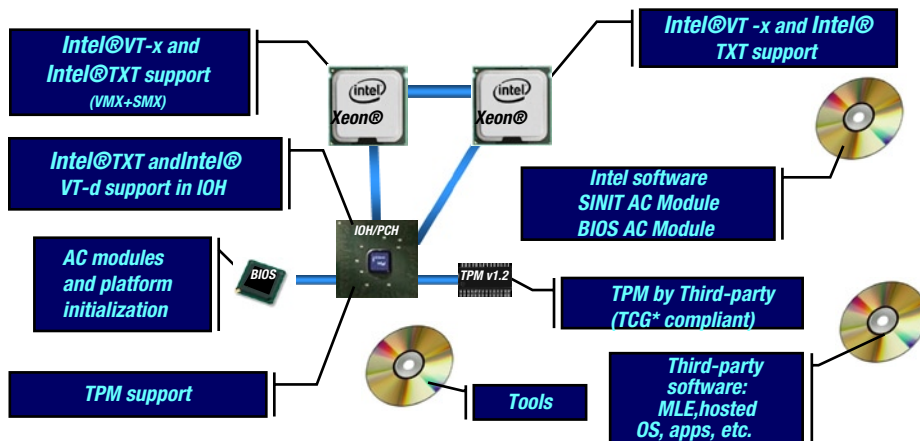 Intel®VT-x and
Intel®TXT support
(VMX+SMX)
Intel®VT -x and Intel®
TXT support
intel
Xeon®
intel
Xeon®
Intel®TXT andIntel®
VT-d support in IOH
Intel software
SINIT AC Module
BIOS AC Module
IOH/PCH
AC modules
and platform
initialization
BIOS
TPM v1.2
TPM by Third-party
(TCG* compliant)
TPM support
Tools
Third-party
software:
MLE,hosted
OS, apps, etc.